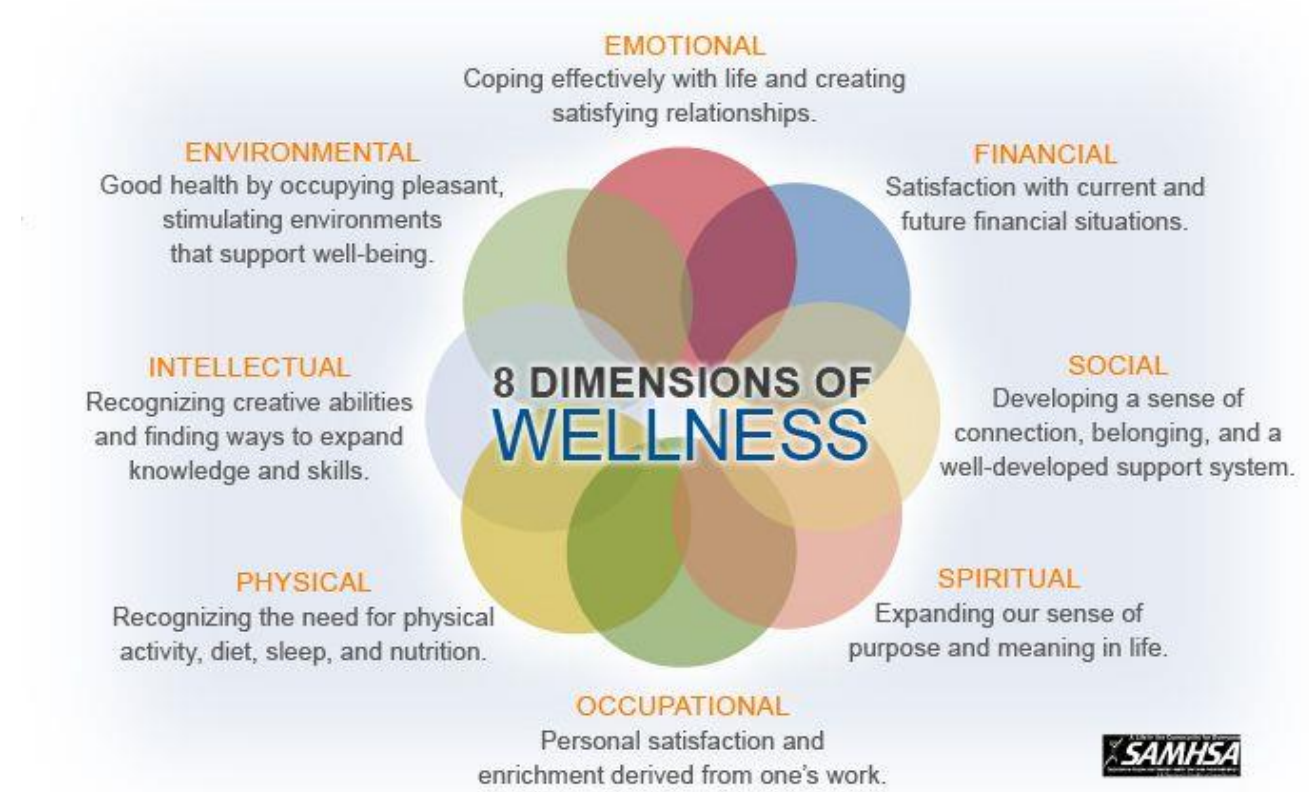 EMOTIONAL
Coping effectively with life and creating
satisfying relationships.
FINANCIAL
Satisfaction with current and
future financial situations.
SOCIAL
Developing a sense of
connection, belonging, and a
well-developed support system.
SPIRITUAL
Expanding our sense of
purpose and meaning in life.
OCCUPATIONAL
Personal satisfaction and
enrichment derived from one's work.
PHYSICAL
Recognizing the need for physical
activity, diet, sleep, and nutrition.
INTELLECTUAL
Recognizing creative abilities
and finding ways to expand
knowledge and skills.
ENVIRONMENTAL
Good health by occupying pleasant,
stimulating environments
that support well-being.
8 DIMENSIONS OF
WELLNESS
SAMHSA